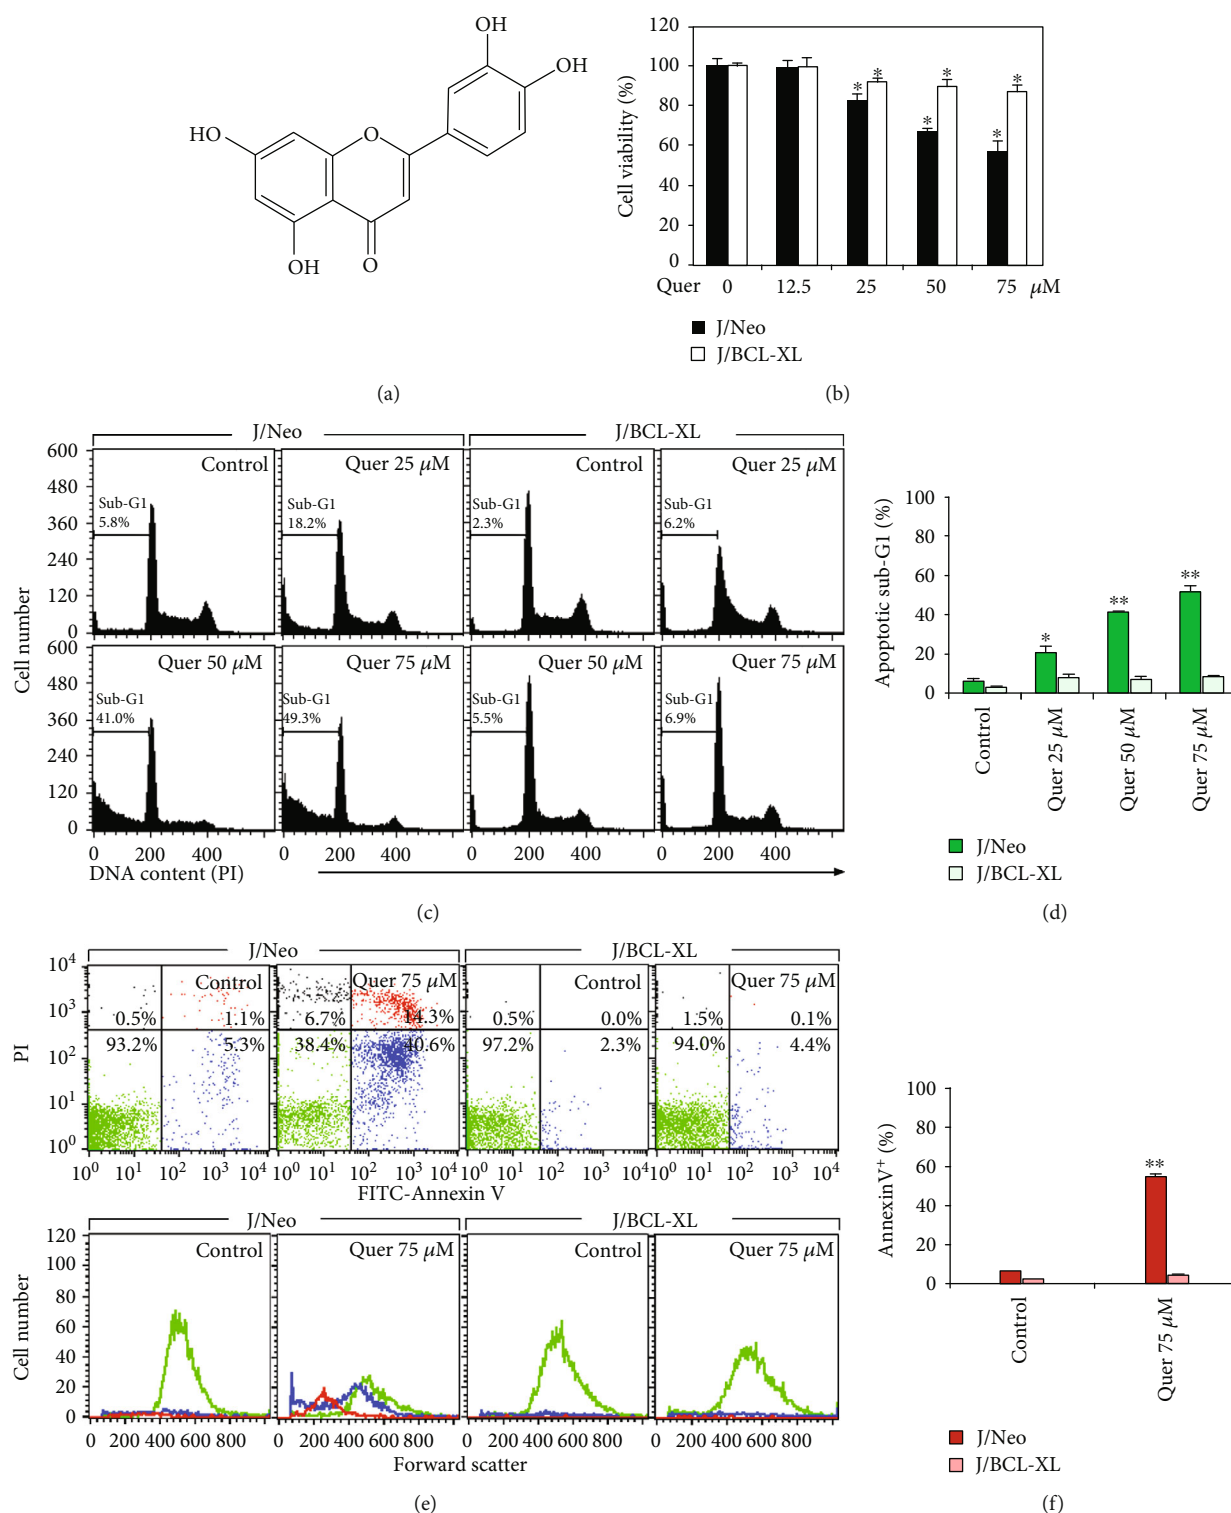 OH
OH
HO
O
OH
O
(a)
120
100
80
60
40
20
0
Cell viability (%)
* * * * * *
Quer 0 12.5 25 50 75 μM
J/Neo
J/BCL-XL
(b)
J/Neo J/BCL-XL
600
480
360
240
120
0
Control Quer 25 μM Control Quer 25 μM
Sub-G1 Sub-G1 Sub-G1 Sub-G1
5.8% 18.2% 2.3% 6.2%
Cell number
600
480
360
240
120
0
Quer 50 μM Quer 75 μM Quer 50 μM Quer 75 μM
Sub-G1 Sub-G1 Sub-G1 Sub-G1
41.0% 49.3% 5.5% 6.9%
0 200 400 0 200 400 0 200 400 0 200 400
DNA content (PI)
(c)
100
80
60
40
20
0
Apoptotic sub-G1 (%)
* ** **
Control
Quer 25 μM
Quer 50 μM
Quer 75 μM
J/Neo
J/BCL-XL
(d)
J/Neo J/BCL-XL
10⁴
10³
10²
10¹
10⁰
PI
Control Quer 75 μM Control Quer 75 μM
0.5% 1.1% 6.7% 14.3% 0.5% 0.0% 1.5% 0.1%
93.2% 5.3% 38.4% 40.6% 97.2% 2.3% 94.0% 4.4%
10⁰ 10¹ 10² 10³ 10⁴ 10⁰ 10¹ 10² 10³ 10⁴ 10⁰ 10¹ 10² 10³ 10⁴ 10⁰ 10¹ 10² 10³ 10⁴
FITC-Annexin V
J/Neo J/BCL-XL
120
100
80
60
40
20
0
Cell number
Control Quer 75 μM Control Quer 75 μM
0 200 400 600 800 0 200 400 600 800 0 200 400 600 800 0 200 400 600 800
Forward scatter
(e)
100
80
60
40
20
0
AnnexinV⁺ (%)
**
Control
Quer 75 μM
J/Neo
J/BCL-XL
(f)